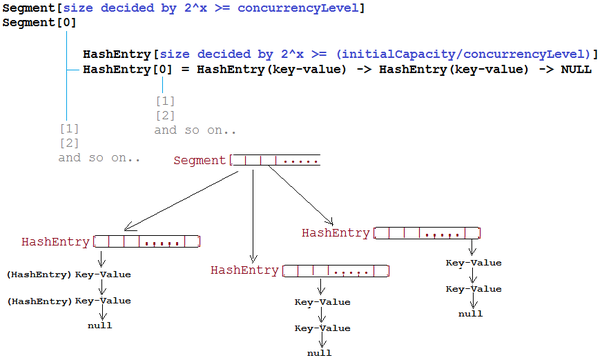 Segment[size decided by 2^x >= concurrencyLevel]
Segment[0]
HashEntry[size decided by 2^x >= (initialCapacity/concurrencyLevel)]
HashEntry[0] = HashEntry(key-value) -> HashEntry(key-value) -> NULL
[1]
[2]
and so on..
[1]
[2]
and so on..
Segment
HashEntry
HashEntry
HashEntry
(HashEntry) Key-Value
(HashEntry) Key-Value
null
Key-Value
Key-Value
null
Key-Value
Key-Value
null